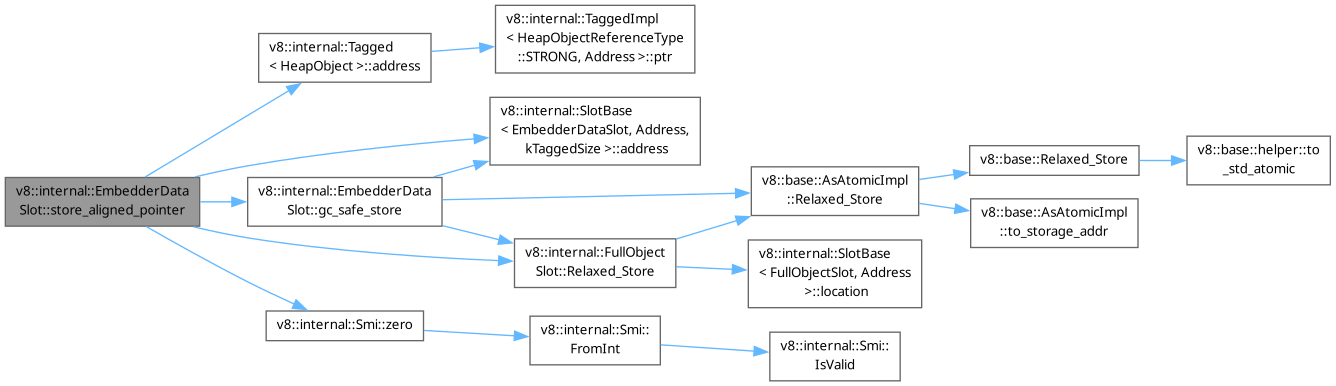 v8::internal::EmbedderData
Slot::store_aligned_pointer
v8::internal::Tagged
< HeapObject >::address
v8::internal::TaggedImpl
< HeapObjectReferenceType
::STRONG, Address >::ptr
v8::internal::SlotBase
< EmbedderDataSlot, Address,
kTaggedSize >::address
v8::internal::EmbedderData
Slot::gc_safe_store
v8::internal::FullObject
Slot::Relaxed_Store
v8::base::AsAtomicImpl
::Relaxed_Store
v8::base::Relaxed_Store
v8::base::helper::to
_std_atomic
v8::base::AsAtomicImpl
::to_storage_addr
v8::internal::SlotBase
< FullObjectSlot, Address
>::location
v8::internal::Smi::zero
v8::internal::Smi::
FromInt
v8::internal::Smi::
IsValid